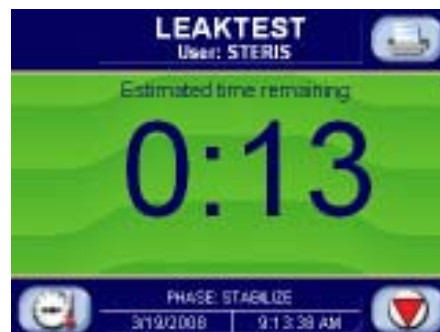 LEAKTEST
User: STERIS
Estimated time remaining
0:13
PHASE: STABILIZE
3/19/2008 9:13:38 AM